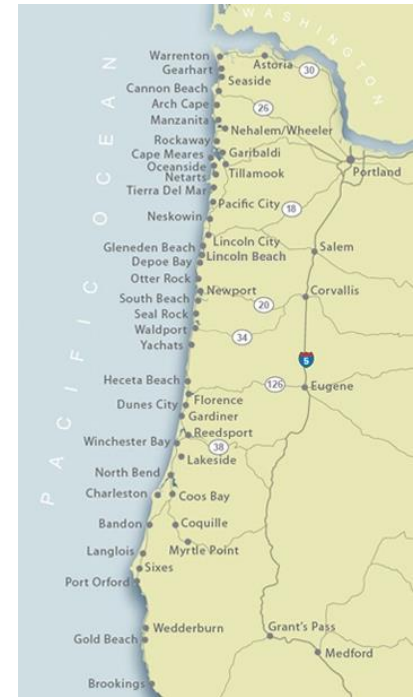 WASHINGTON
PACIFIC OCEAN
Warrenton
Astoria
Gearhart
30
Seaside
Cannon Beach
Arch Cape
26
Manzanita
Nehalem/Wheeler
Rockaway
Cape Meares
Garibaldi
Oceanside
Tillamook
Portland
Netarts
Tierra Del Mar
Pacific City
18
Neskowin
Lincoln City
Gleneden Beach
Salem
Lincoln Beach
Depoe Bay
Otter Rock
Newport
Corvallis
South Beach
20
Seal Rock
Waldport
34
Yachats
5
Heceta Beach
126
Eugene
Florence
Dunes City
Gardiner
Reedsport
Winchester Bay
38
Lakeside
North Bend
Charleston
Coos Bay
Bandon
Coquille
Myrtle Point
Langlois
Sixes
Port Orford
Wedderburn
Grant's Pass
Gold Beach
Medford
Brookings